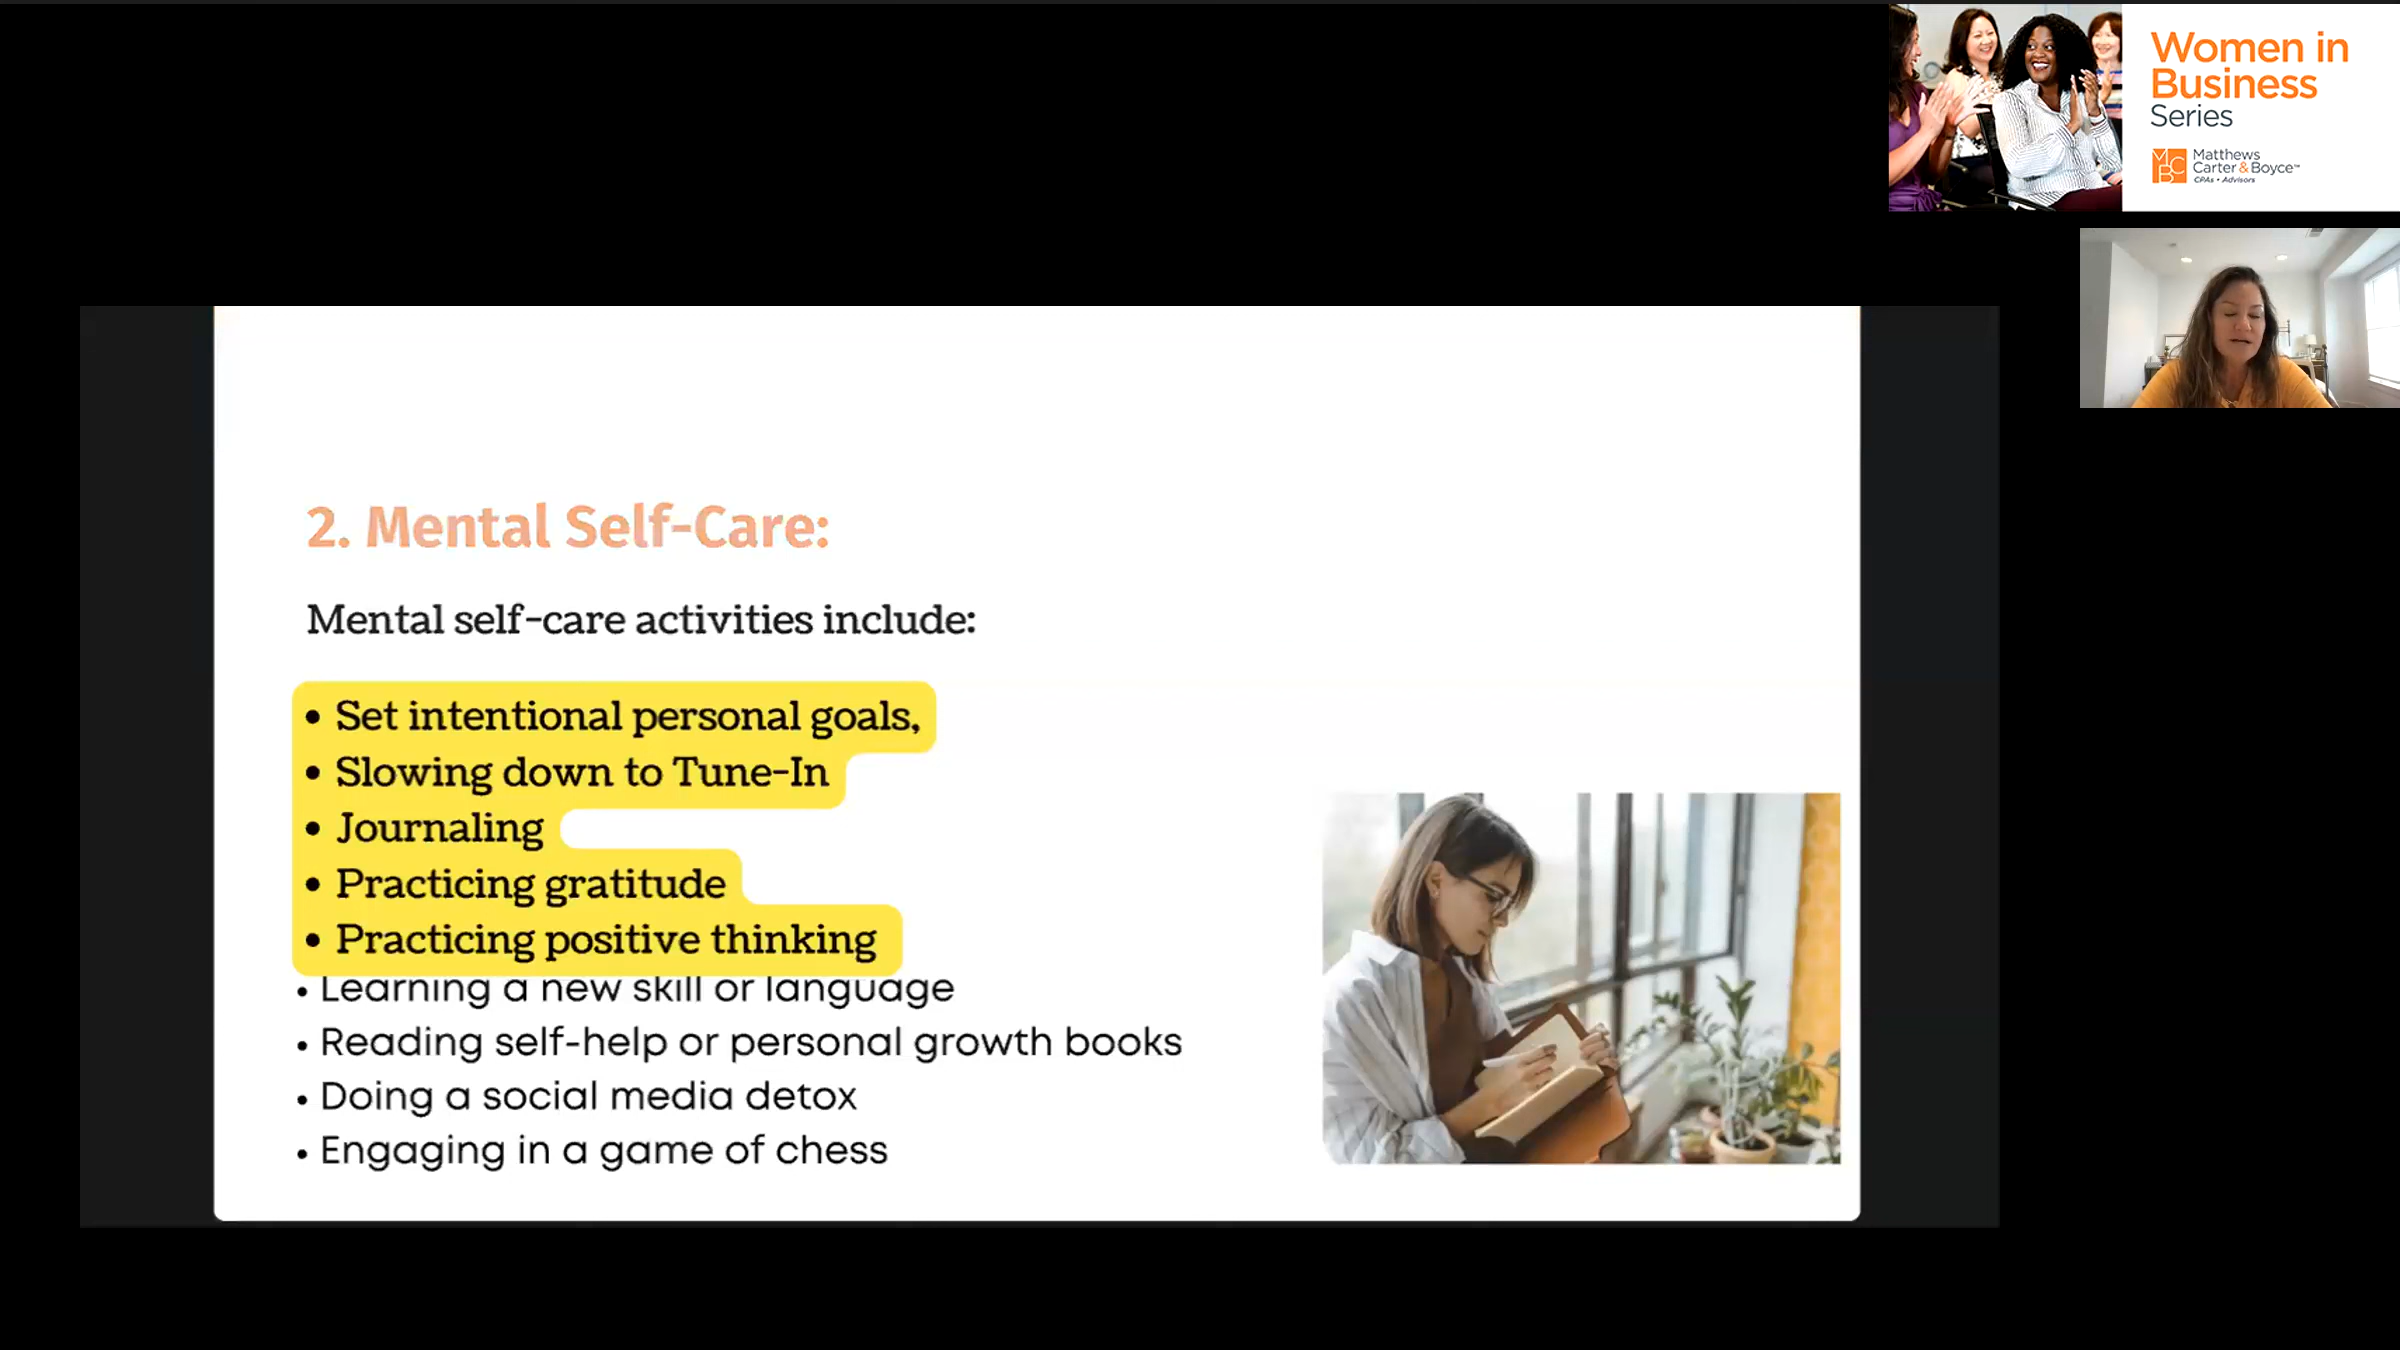 Women in
Business
Series
MCB
Matthews
Carter & Boyce™
CPAs • Advisors
2. Mental Self-Care:
Mental self-care activities include:
• Set intentional personal goals,
• Slowing down to Tune-In
• Journaling
• Practicing gratitude
• Practicing positive thinking
• Learning a new skill or language
• Reading self-help or personal growth books
• Doing a social media detox
• Engaging in a game of chess